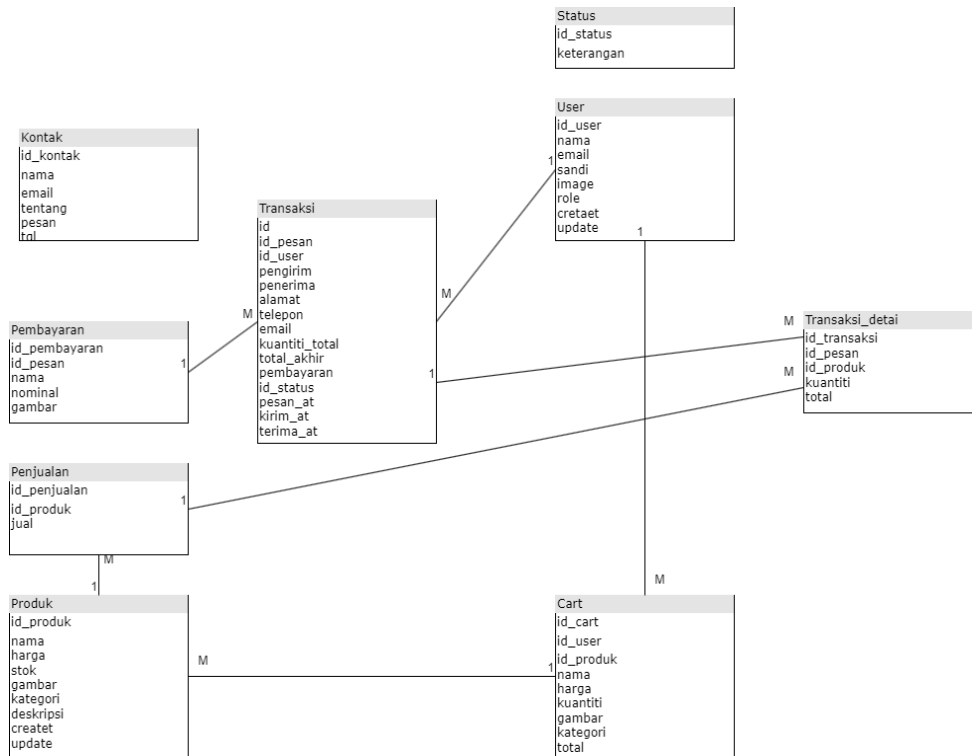 Status
id_status
keterangan
User
id_user
nama
email
sandi
image
role
cretaet
update
1
1
Kontak
id_kontak
nama
email
tentang
pesan
tgl
Transaksi
id
id_pesan
id_user
pengirim
penerima
alamat
telepon
email
kuantiti_total
total_akhir
pembayaran
id_status
pesan_at
kirim_at
terima_at
M
M
1
Pembayaran
id_pembayaran
id_pesan
nama
nominal
gambar
1
Transaksi_detai
id_transaksi
id_pesan
id_produk
kuantiti
total
M
M
Penjualan
id_penjualan
id_produk
jual
1
M
1
Produk
id_produk
nama
harga
stok
gambar
kategori
deskripsi
createt
update
M
M
1
Cart
id_cart
id_user
id_produk
nama
harga
kuantiti
gambar
kategori
total